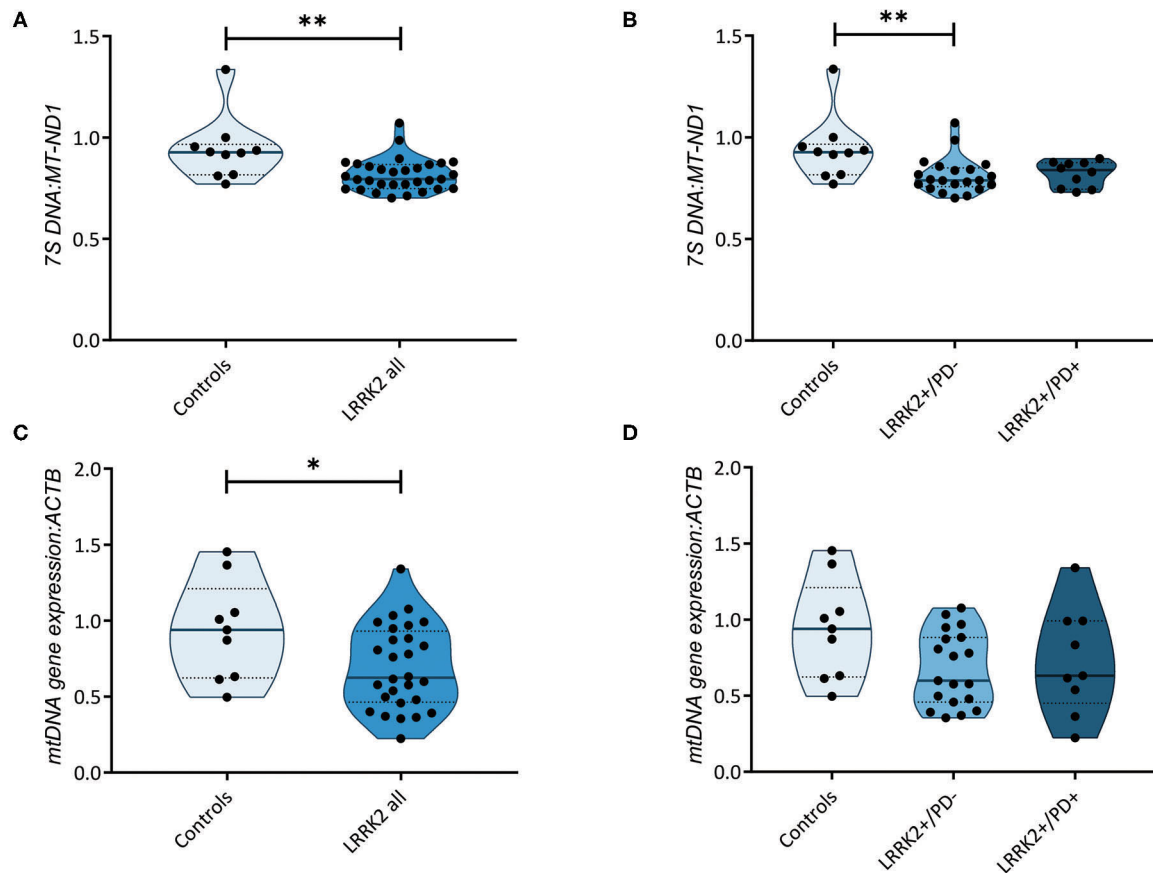 A
**
7S DNA:MT-ND1
1.5
1.0
0.5
0.0
Controls
LRRK2 all
B
**
7S DNA:MT-ND1
1.5
1.0
0.5
0.0
Controls
LRRK2+/PD-
LRRK2+/PD+
C
*
mtDNA gene expression:ACTB
2.0
1.5
1.0
0.5
0.0
Controls
LRRK2 all
D
mtDNA gene expression:ACTB
2.0
1.5
1.0
0.5
0.0
Controls
LRRK2+/PD-
LRRK2+/PD+